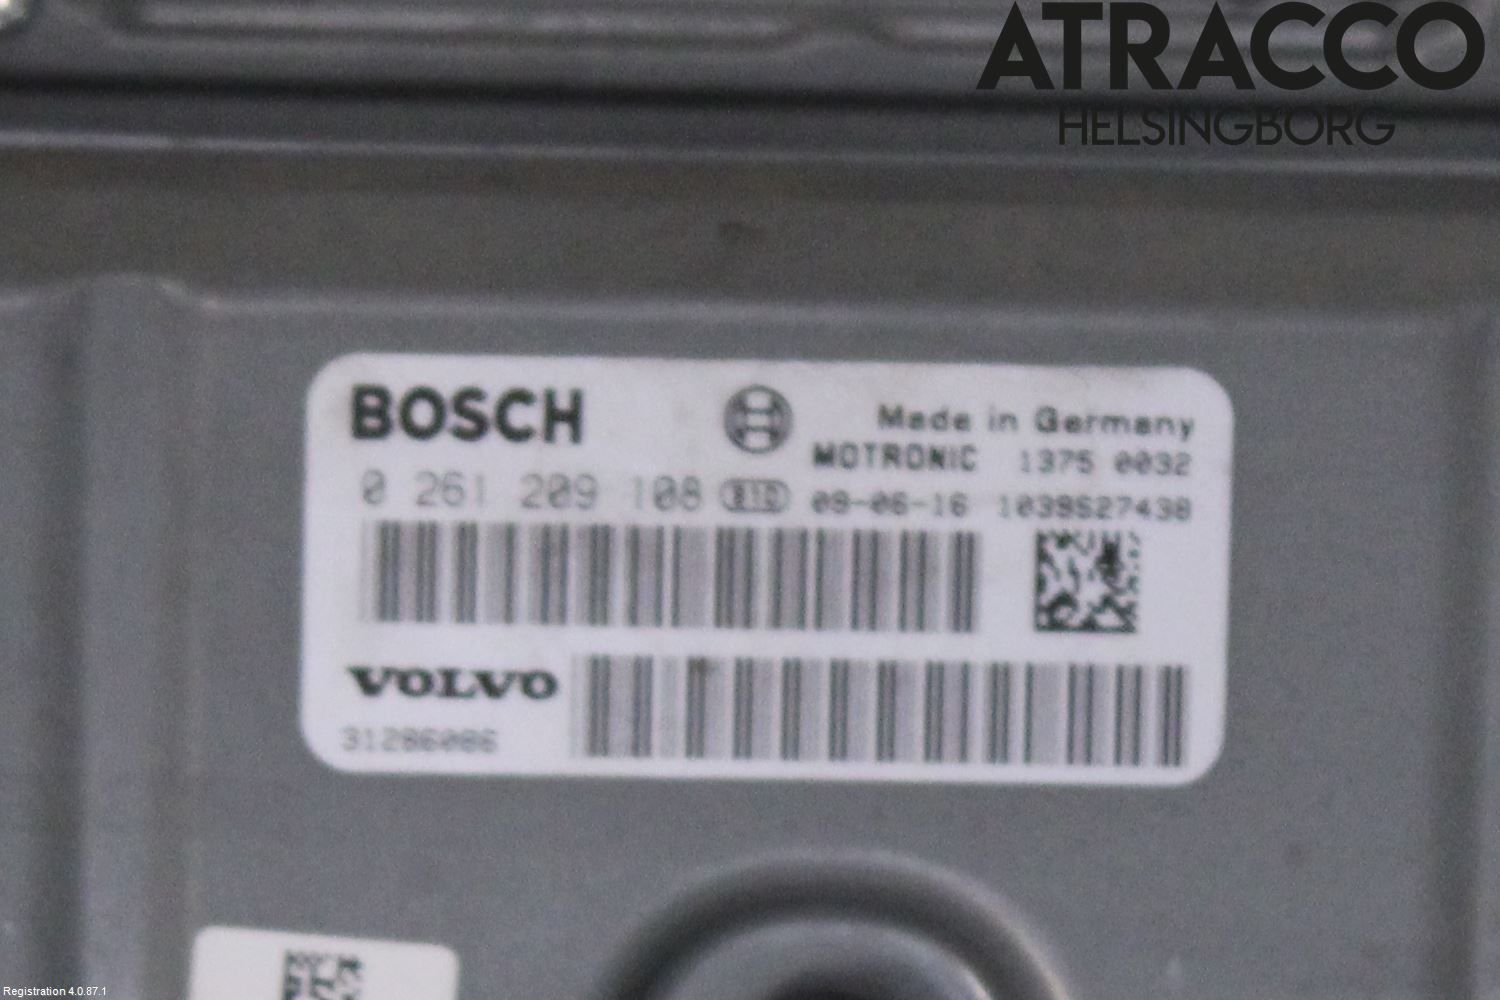 ATRACCO
HELSINGBORG
BOSCH
Made in Germany
MOTRONIC 1375 0032
0 261 209 108 09-06-16 1039S27438
VOLVO
31286086
Registration 4.0.87.1